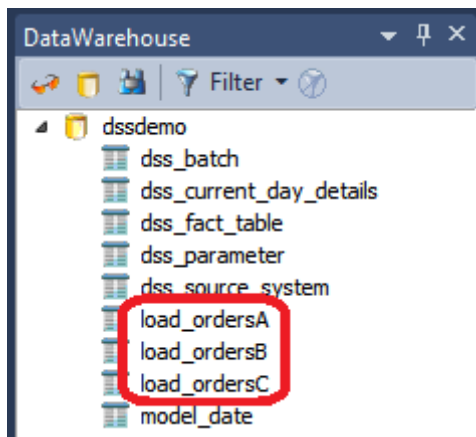 DataWarehouse
Filter
dssdemo
dss_batch
dss_current_day_details
dss_fact_table
dss_parameter
dss_source_system
load_ordersA
load_ordersB
load_ordersC
model_date